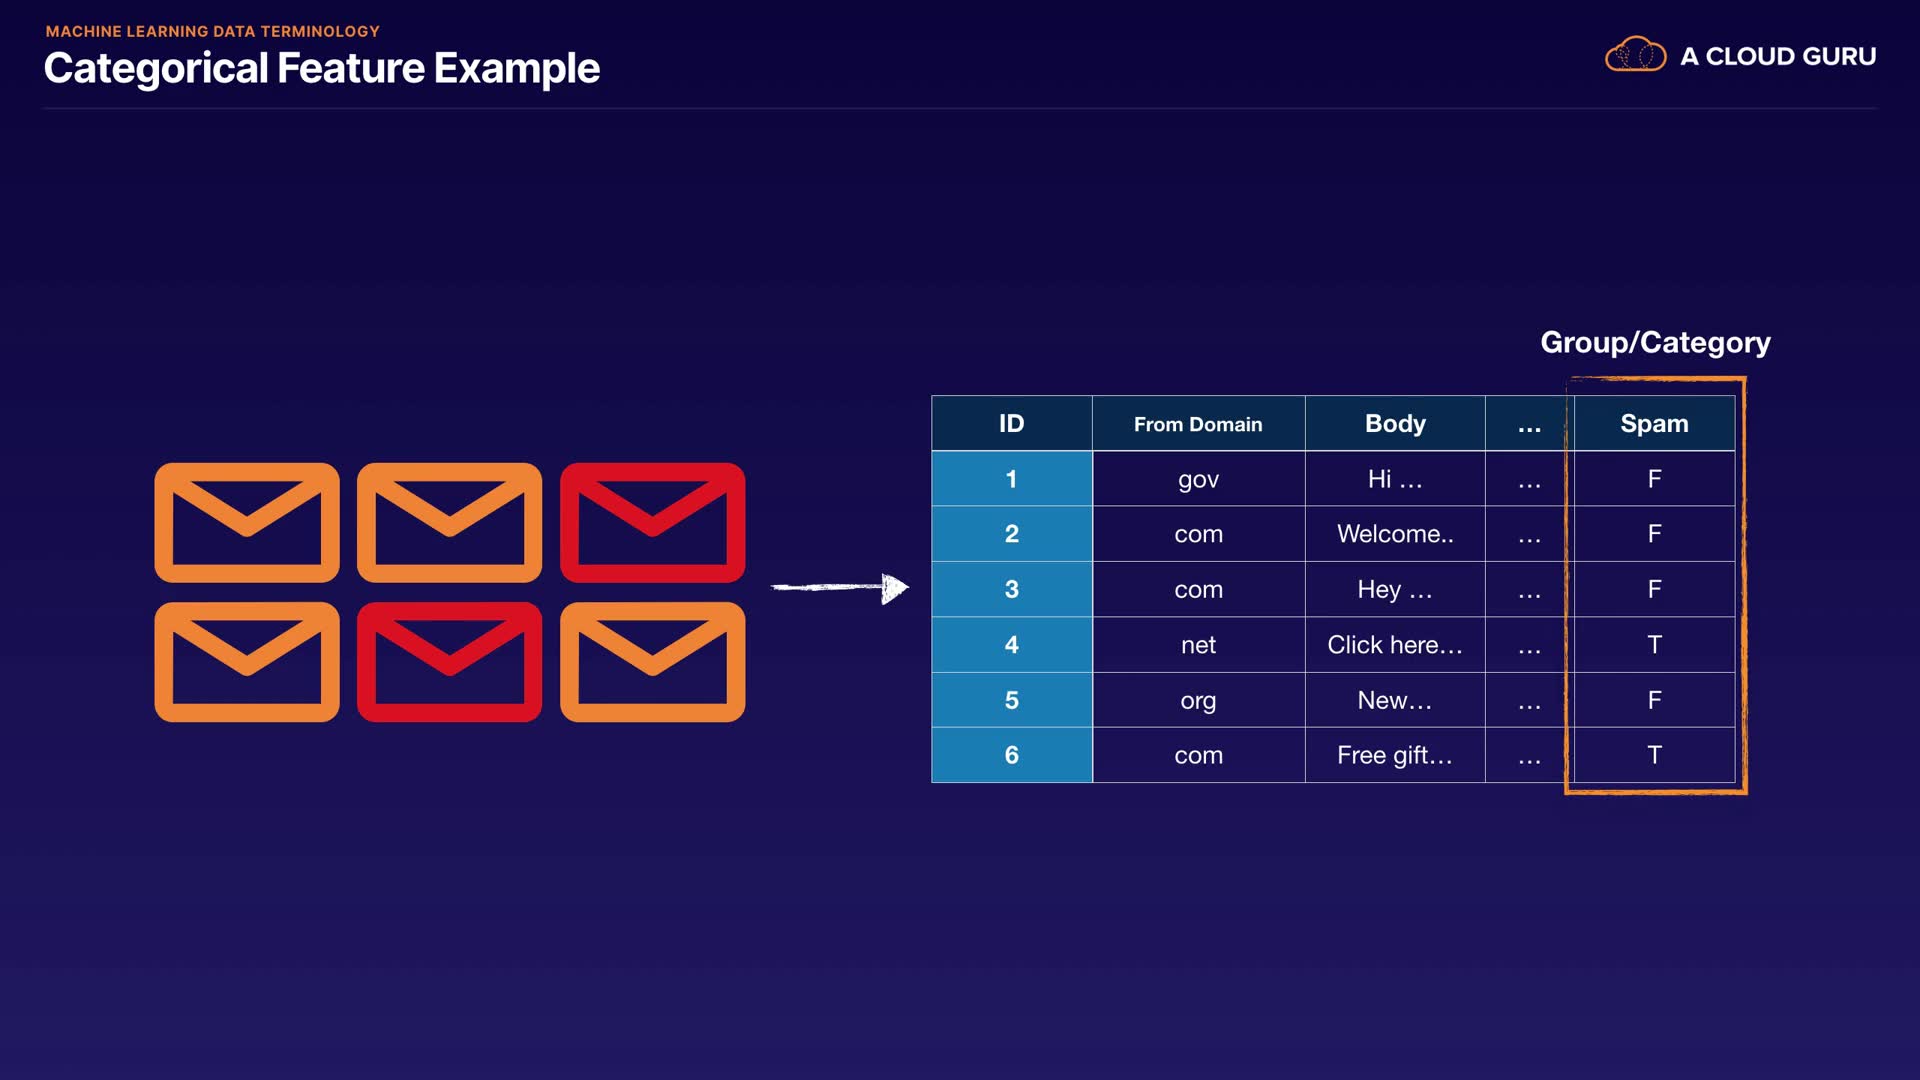 MACHINE LEARNING DATA TERMINOLOGY
Categorical Feature Example
A CLOUD GURU
Group/Category
ID From Domain Body ... Spam
1 gov Hi ... ... F
2 com Welcome.. ... F
3 com Hey ... ... F
4 net Click here... ... T
5 org New... ... F
6 com Free gift... ... T